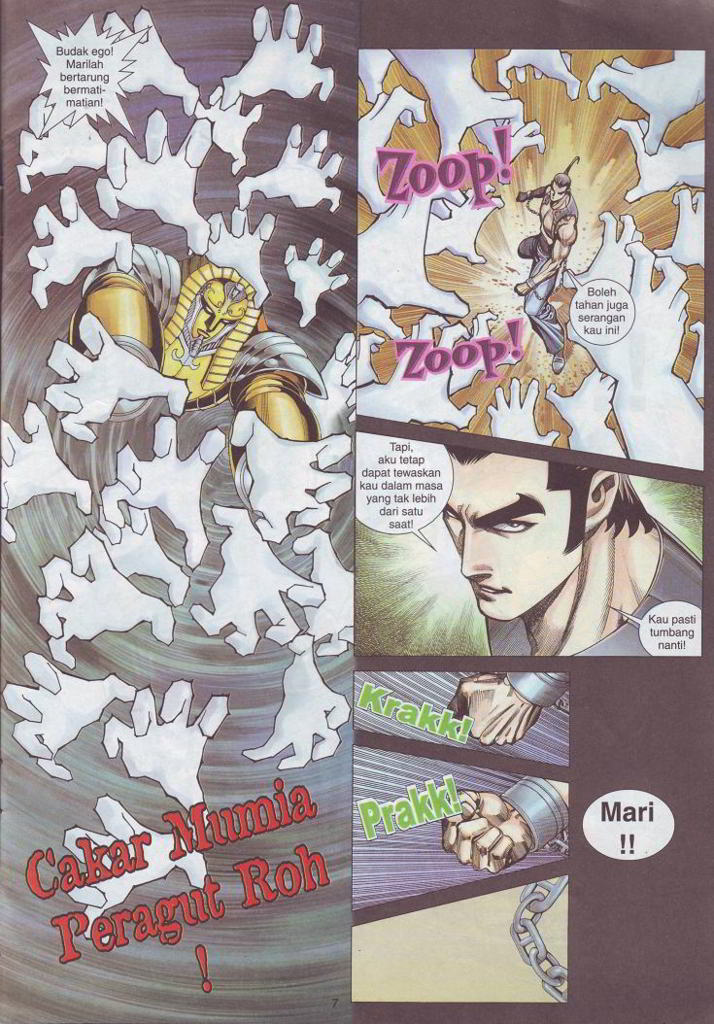 Budak ego!
Marilah
bertarung
bermati-
matian!
Cakar Mumia
Peragut Roh
!
7
Zoop!
Boleh
tahan juga
serangan
kau ini!
Zoop!
Tapi,
aku tetap
dapat tewaskan
kau dalam masa
yang tak lebih
dari satu
saat!
Kau pasti
tumbang
nanti!
Krakk!
Prakk!
Mari
!!